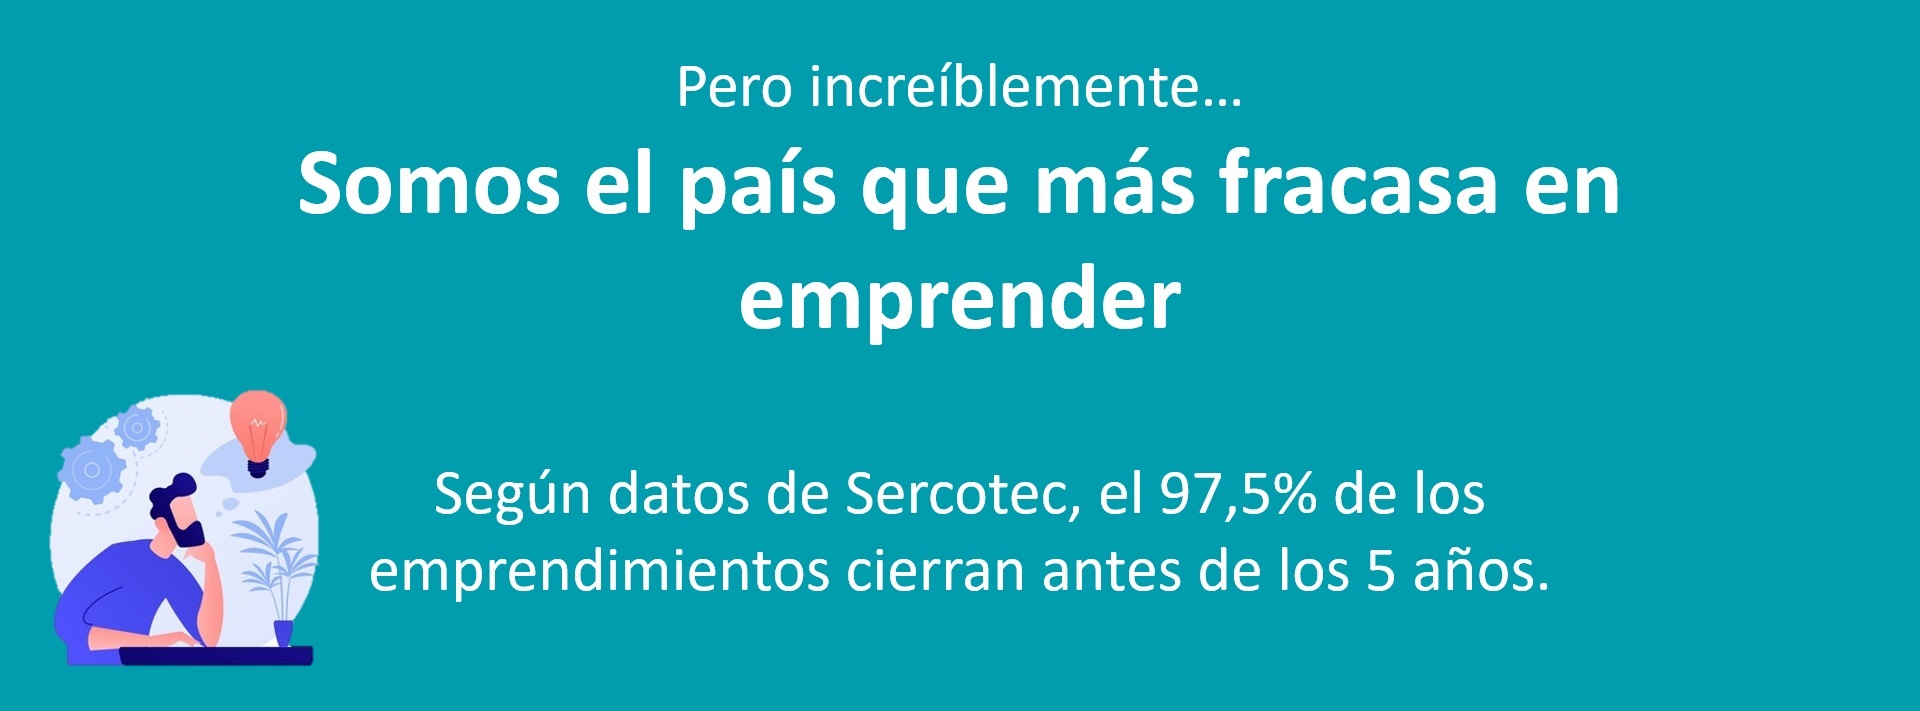 Pero increíblemente...
Somos el país que más fracasa en
emprender
Según datos de Sercotec, el 97,5% de los
emprendimientos cierran antes de los 5 años.